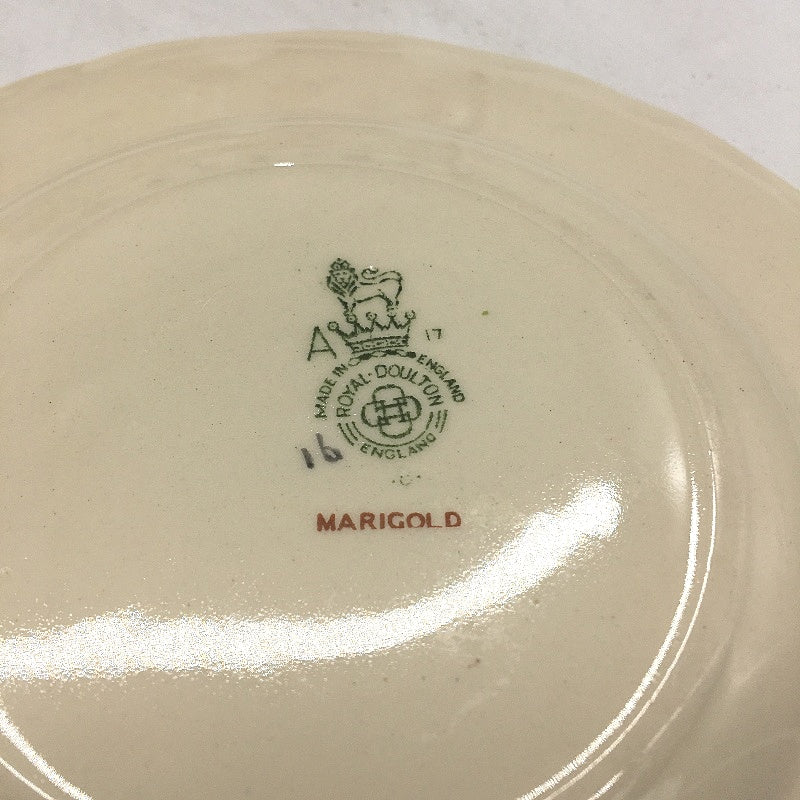 A
17
MADE IN ENGLAND
ROYAL·DOULTON
ENGLAND
16
·C·
MARIGOLD